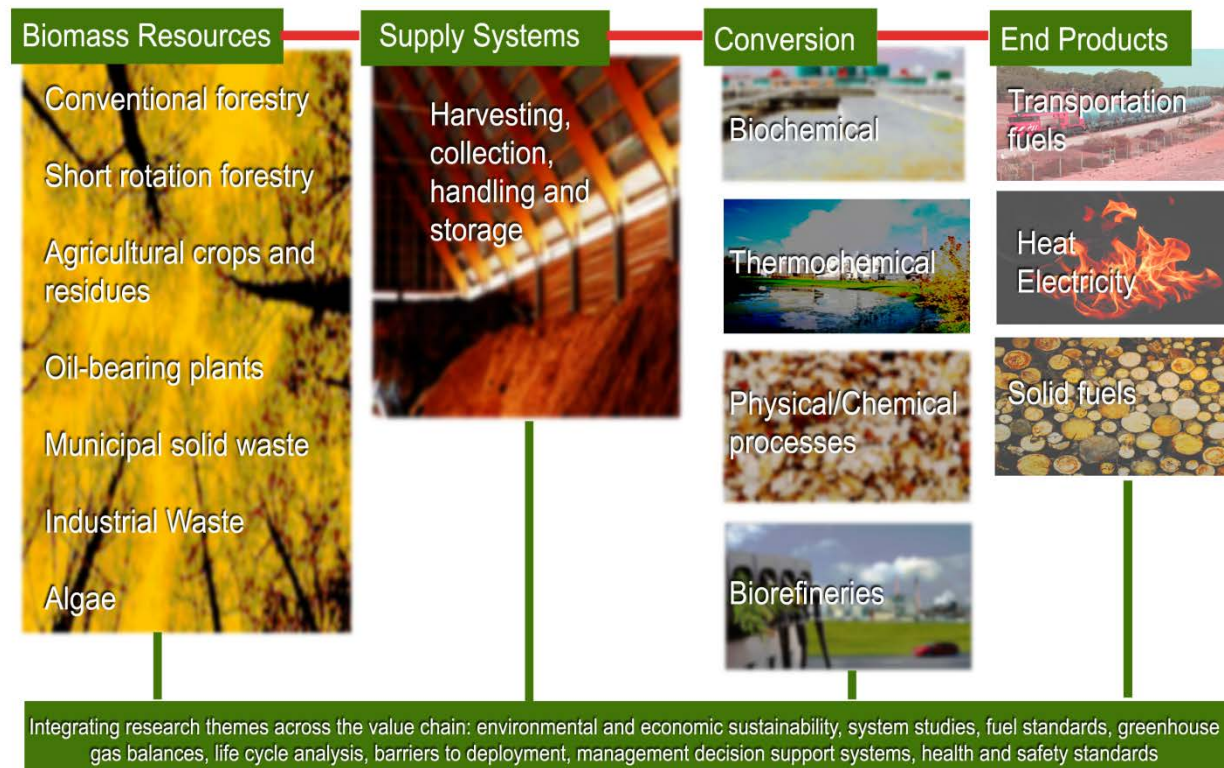 Biomass Resources
Supply Systems
Conversion
End Products
Conventional forestry
Short rotation forestry
Agricultural crops and
residues
Oil-bearing plants
Municipal solid waste
Industrial Waste
Algae
Harvesting,
collection,
handling and
storage
Biochemical
Thermochemical
Physical/Chemical
processes
Biorefineries
Transportation
fuels
Heat
Electricity
Solid fuels
Integrating research themes across the value chain: environmental and economic sustainability, system studies, fuel standards, greenhouse
gas balances, life cycle analysis, barriers to deployment, management decision support systems, health and safety standards